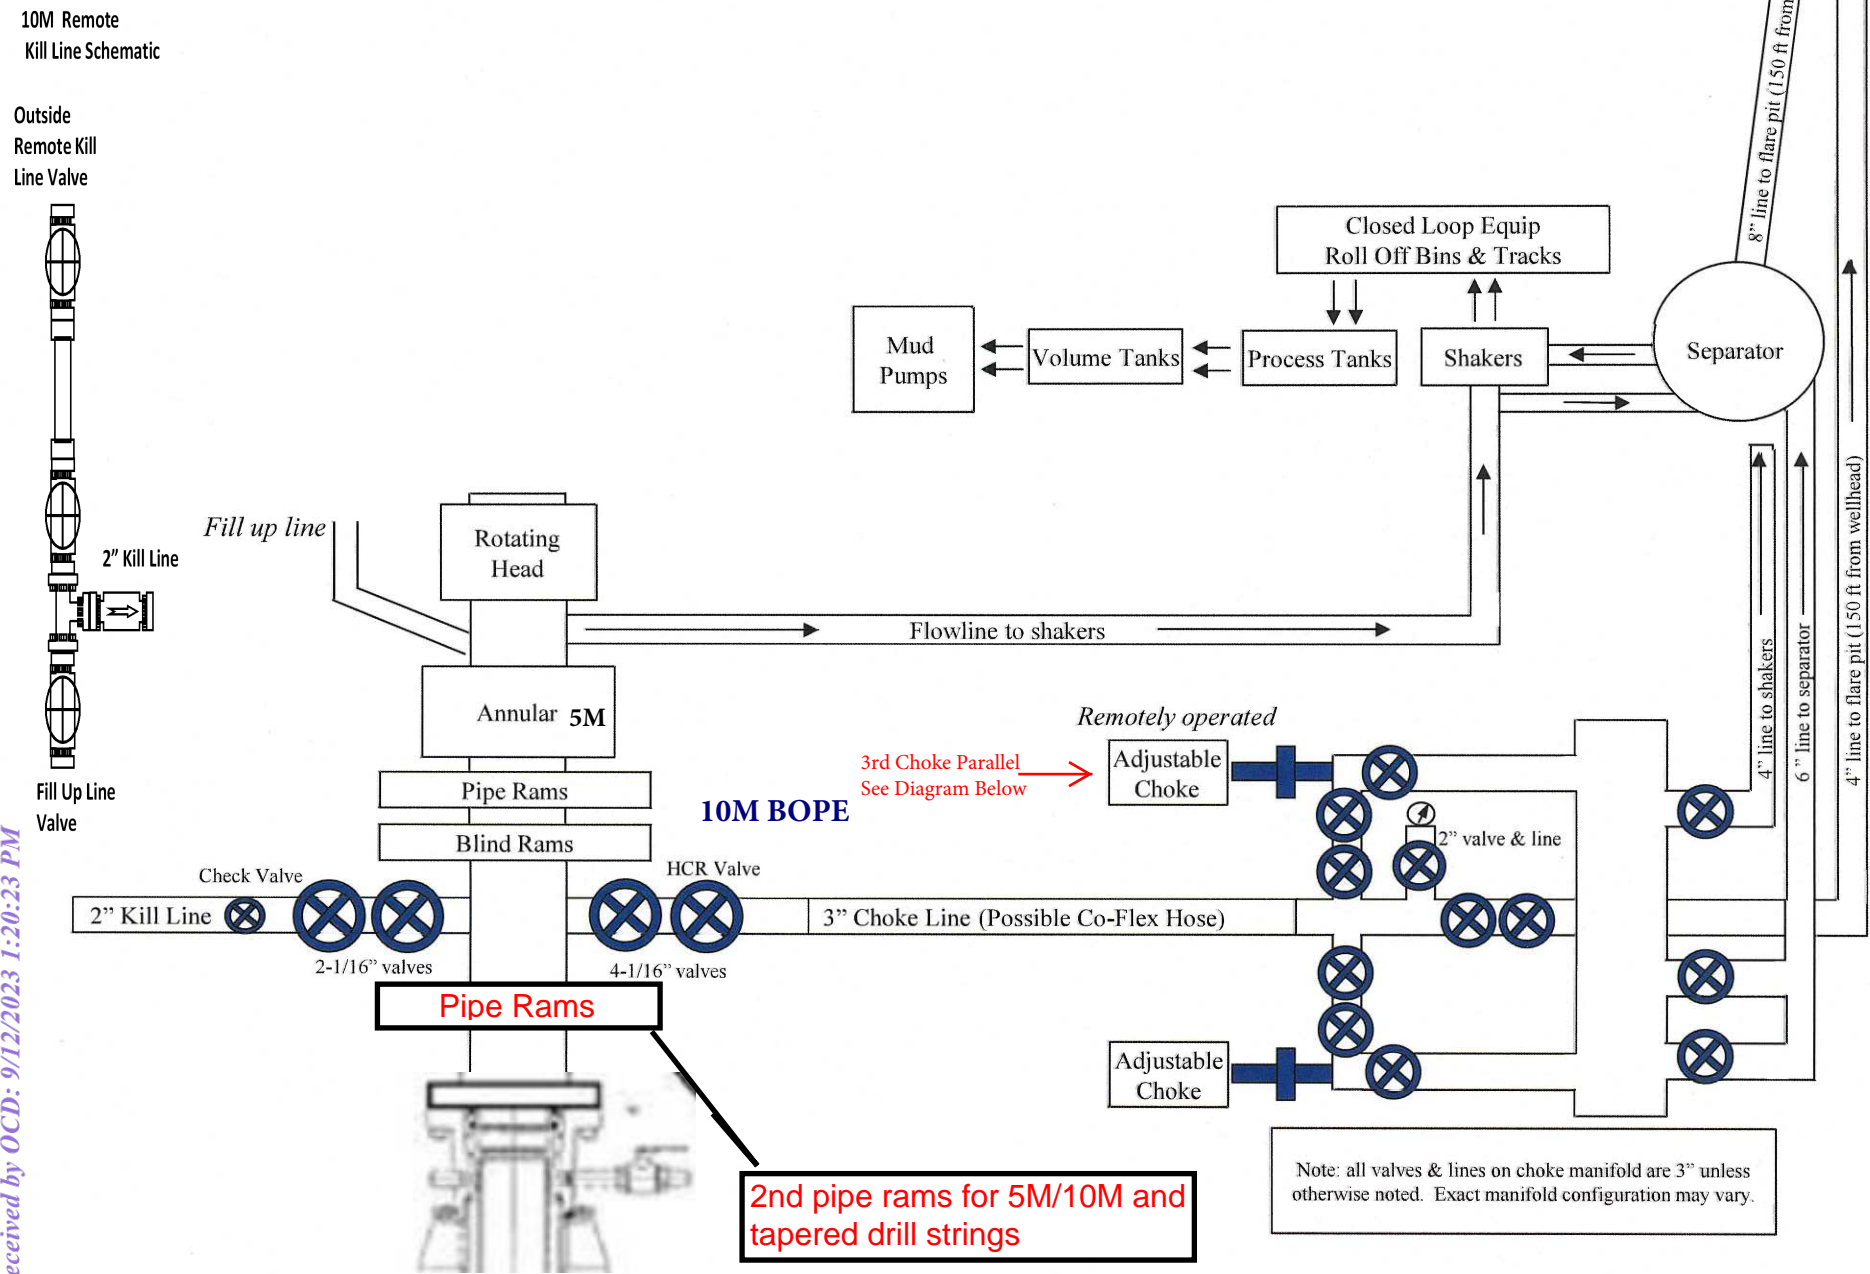 10M Remote
Kill Line Schematic
Outside
Remote Kill
Line Valve
2” Kill Line
Fill Up Line
Valve
Received by OCD: 9/12/2023 1:20:23 PM
Fill up line
Rotating
Head
Flowline to shakers
Annular 5M
Pipe Rams
Blind Rams
10M BOPE
Check Valve
HCR Valve
2” Kill Line
3” Choke Line (Possible Co-Flex Hose)
2-1/16” valves
4-1/16” valves
Pipe Rams
2nd pipe rams for 5M/10M and
tapered drill strings
Closed Loop Equip
Roll Off Bins & Tracks
Mud
Pumps
Volume Tanks
Process Tanks
Shakers
Separator
8” line to flare pit (150 ft from
4” line to shakers
6 ” line to separator
4” line to flare pit (150 ft from wellhead)
Remotely operated
3rd Choke Parallel
See Diagram Below
Adjustable
Choke
2” valve & line
Adjustable
Choke
Note: all valves & lines on choke manifold are 3” unless
otherwise noted. Exact manifold configuration may vary.